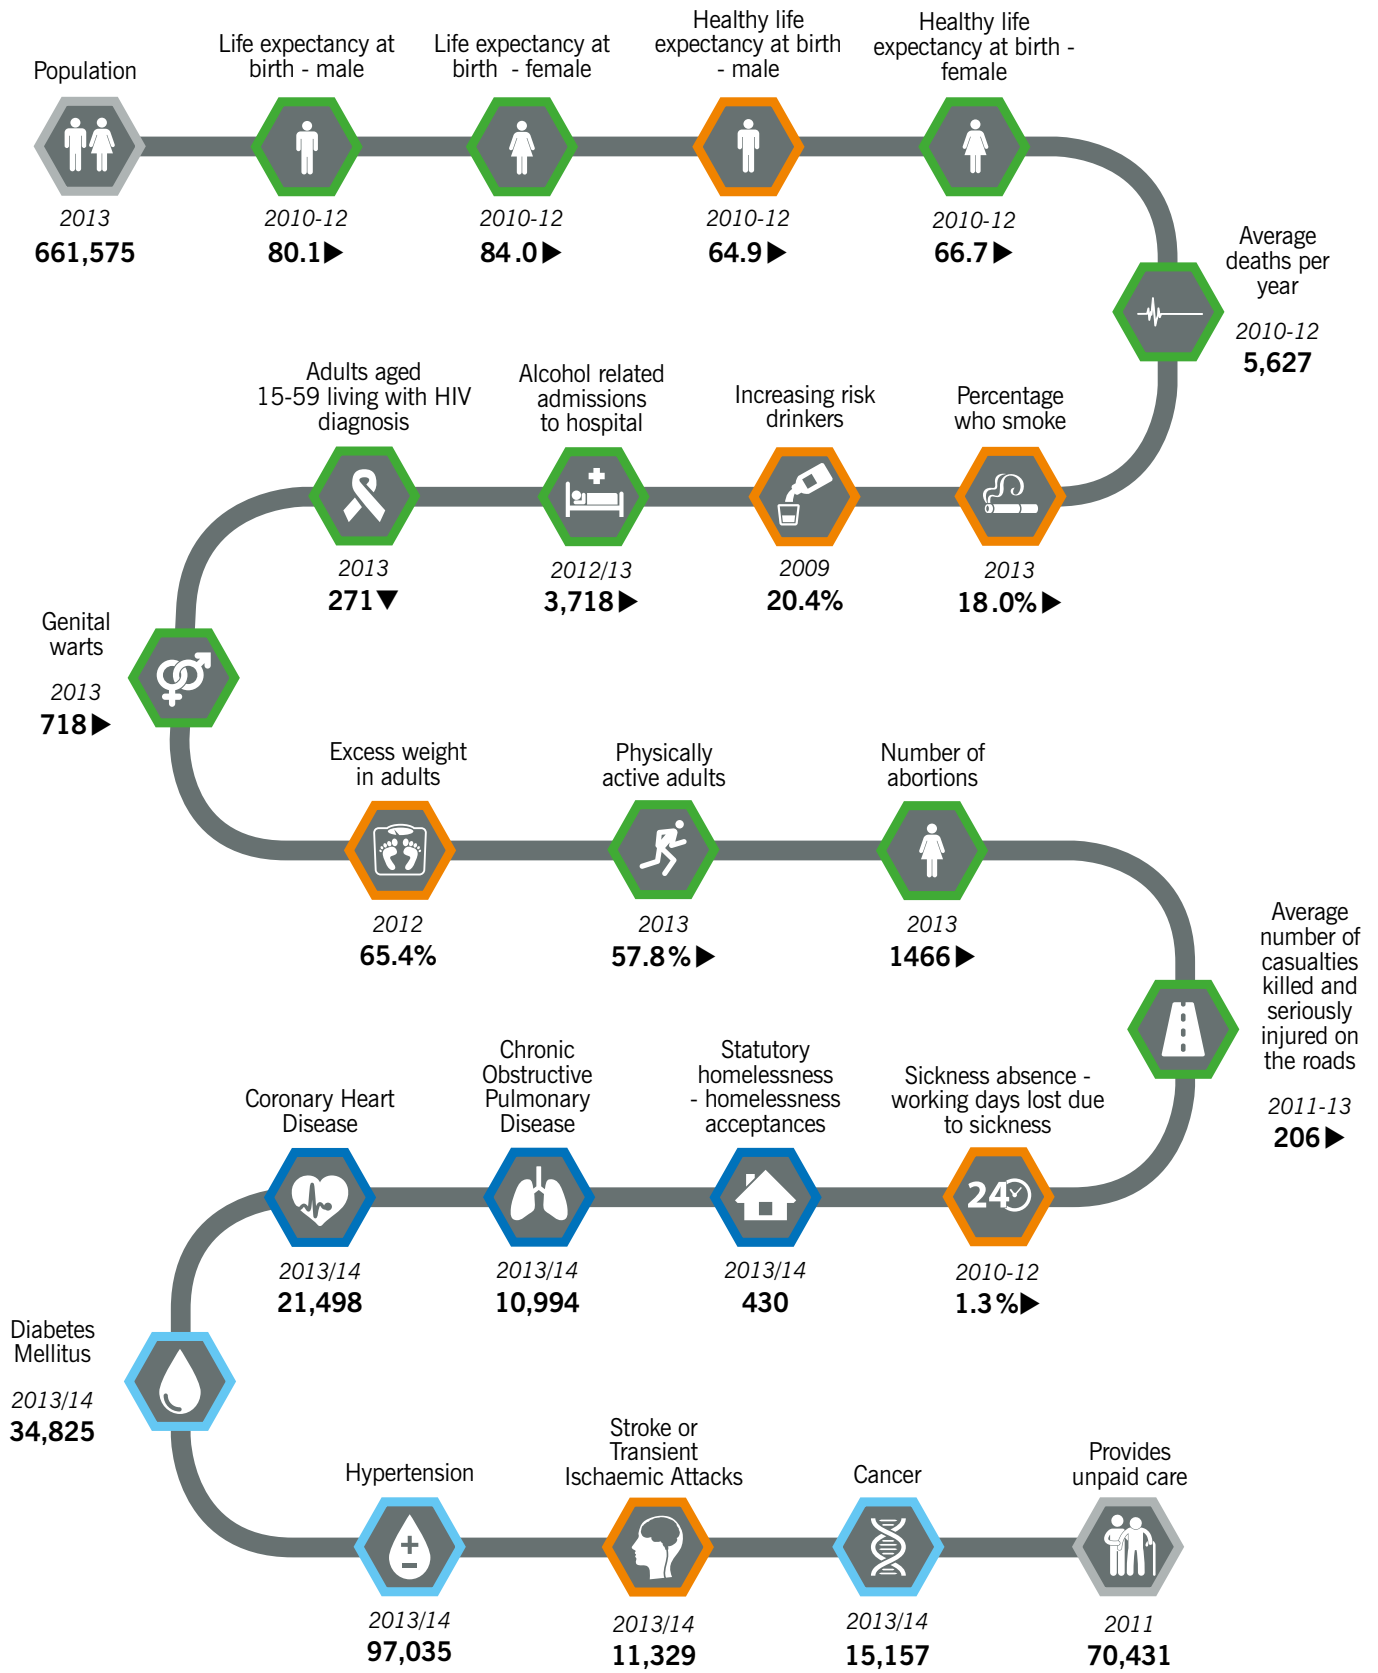 Population
2013
661,575
Life expectancy at
birth - male
2010-12
80.1▶
Life expectancy at
birth - female
2010-12
84.0▶
Healthy life
expectancy at birth
- male
2010-12
64.9▶
Healthy life
expectancy at birth -
female
2010-12
66.7▶
Average
deaths per
year
2010-12
5,627
Percentage
who smoke
2013
18.0%▶
Increasing risk
drinkers
2009
20.4%
Alcohol related
admissions
to hospital
2012/13
3,718▶
Adults aged
15-59 living with HIV
diagnosis
2013
271▼
Genital
warts
2013
718▶
Excess weight
in adults
2012
65.4%
Physically
active adults
2013
57.8%▶
Number of
abortions
2013
1466▶
Average
number of
casualties
killed and
seriously
injured on
the roads
2011-13
206▶
Sickness absence -
working days lost due
to sickness
24
2010-12
1.3%▶
Statutory
homelessness
- homelessness
acceptances
2013/14
430
Chronic
Obstructive
Pulmonary
Disease
2013/14
10,994
Coronary Heart
Disease
2013/14
21,498
Diabetes
Mellitus
2013/14
34,825
Hypertension
2013/14
97,035
Stroke or
Transient
Ischaemic Attacks
2013/14
11,329
Cancer
2013/14
15,157
Provides
unpaid care
2011
70,431